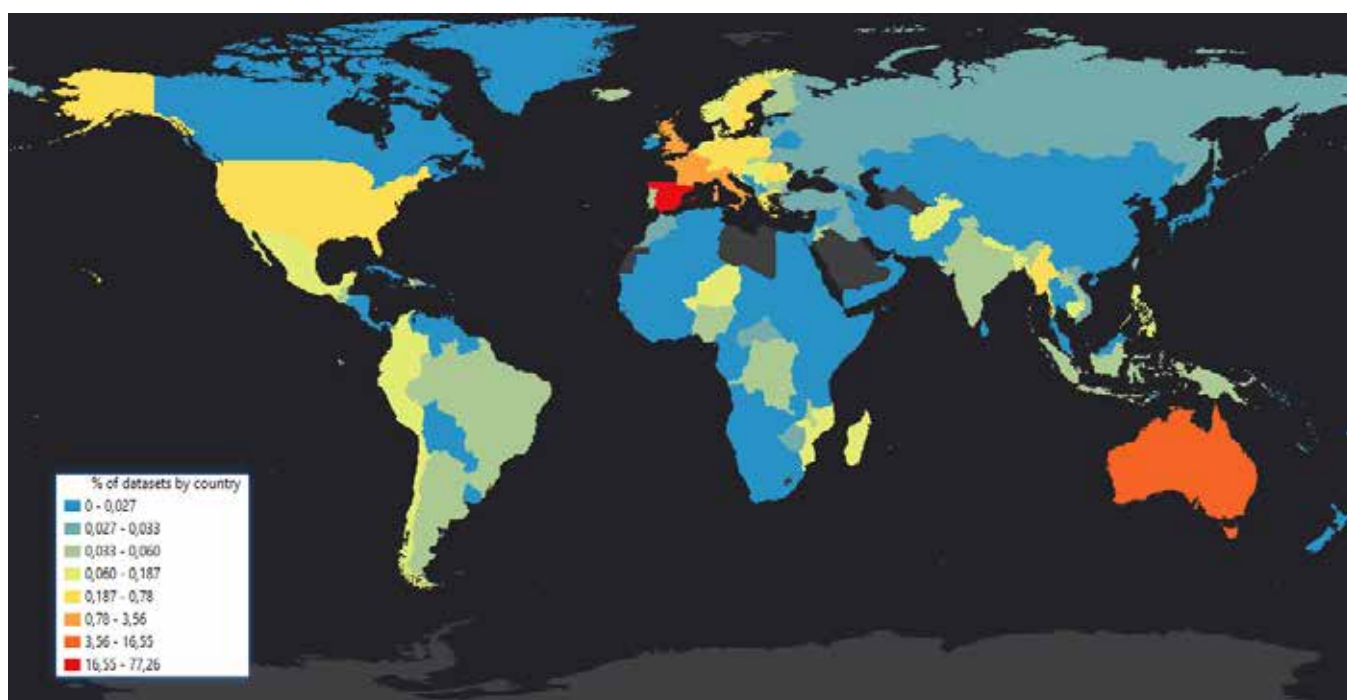 % of datasets by country
0 - 0,027
0,027 - 0,033
0,033 - 0,060
0,060 - 0,187
0,187 - 0,78
0,78 - 3,56
3,56 - 16,55
16,55 - 77,26